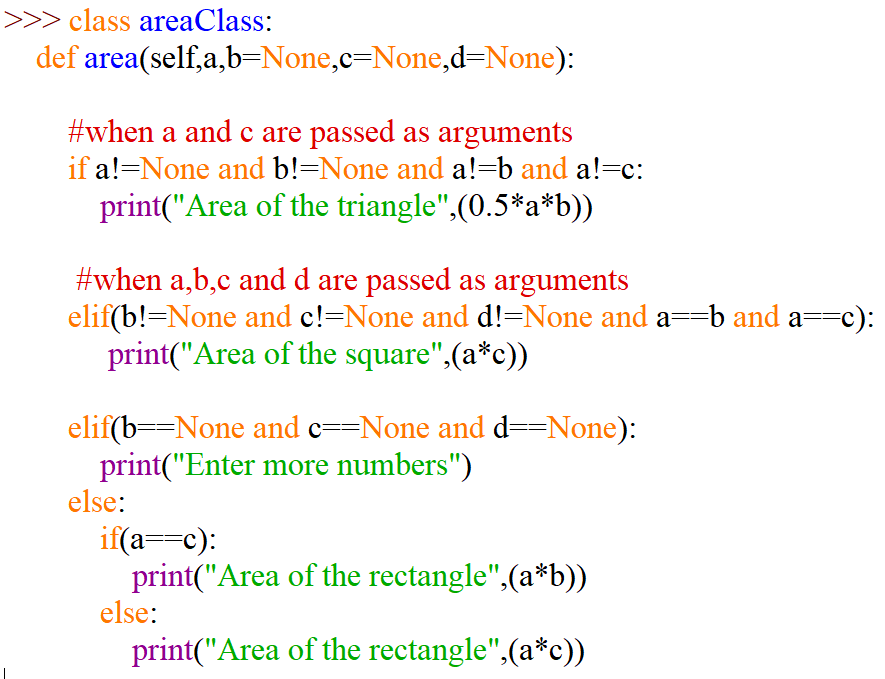 >>> class areaClass:
    def area(self,a,b=None,c=None,d=None):

        #when a and c are passed as arguments
        if a!=None and b!=None and a!=b and a!=c:
            print("Area of the triangle",(0.5*a*b))

         #when a,b,c and d are passed as arguments
        elif(b!=None and c!=None and d!=None and a==b and a==c):
             print("Area of the square",(a*c))

        elif(b==None and c==None and d==None):
            print("Enter more numbers")
        else:
            if(a==c):
                print("Area of the rectangle",(a*b))
            else:
                print("Area of the rectangle",(a*c))